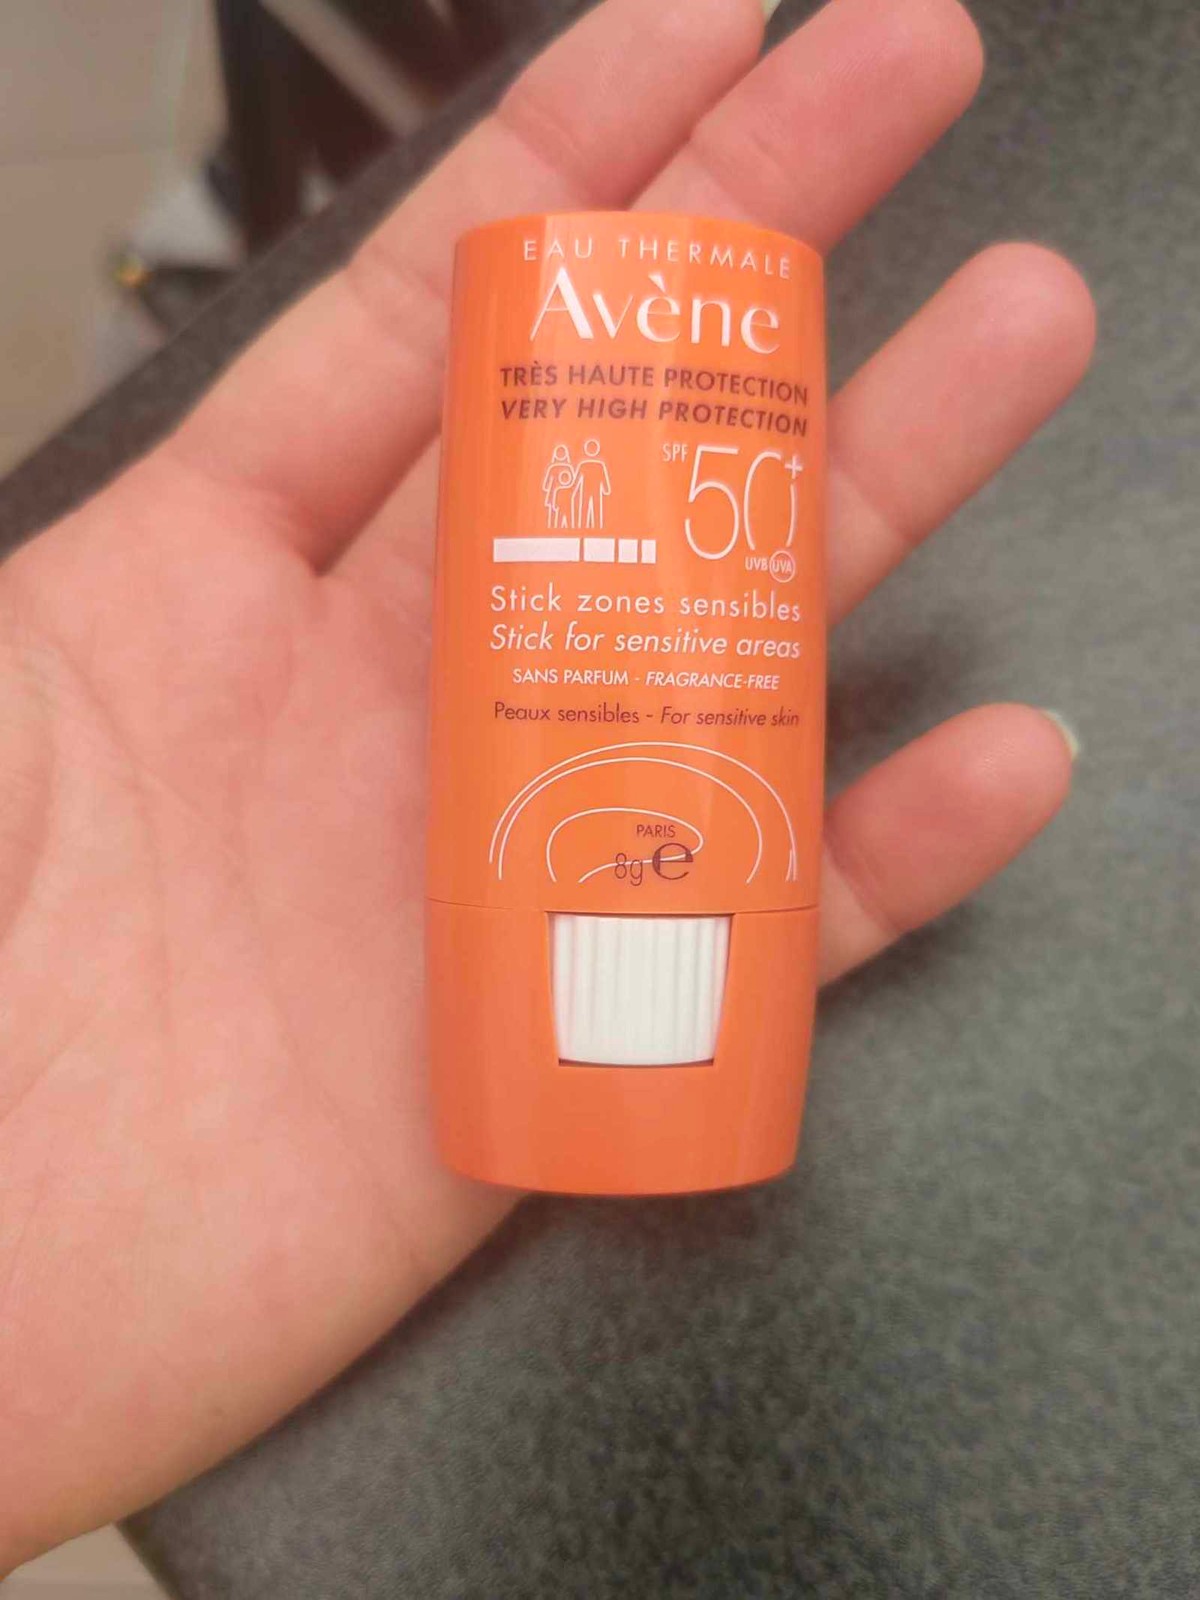 EAU THERMALE
Avène
TRÈS HAUTE PROTECTION
VERY HIGH PROTECTION
SPF 50+
UVB UVA
Stick zones sensibles
Stick for sensitive areas
SANS PARFUM - FRAGRANCE-FREE
Peaux sensibles - For sensitive skin
PARIS
8g e